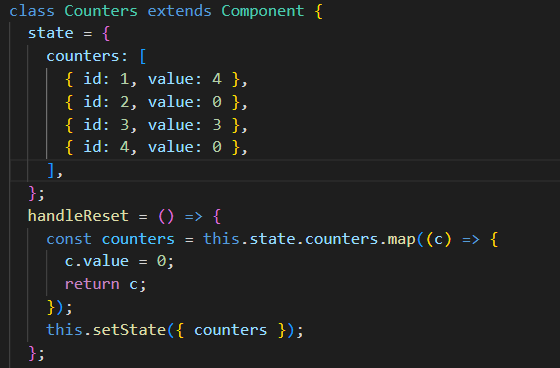 class Counters extends Component {
  state = {
    counters: [
      { id: 1, value: 4 },
      { id: 2, value: 0 },
      { id: 3, value: 3 },
      { id: 4, value: 0 },
    ],
  };
  handleReset = () => {
    const counters = this.state.counters.map((c) => {
      c.value = 0;
      return c;
    });
    this.setState({ counters });
  };